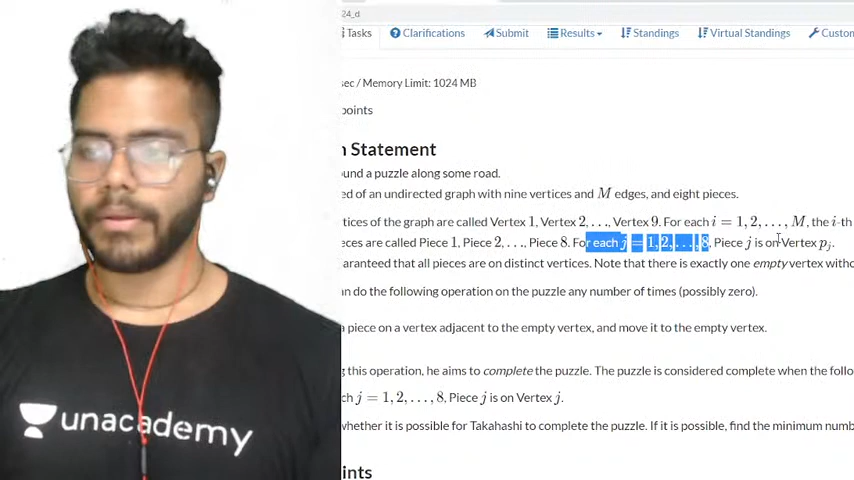 24_d
Tasks Clarifications Submit Results Standings Virtual Standings Custom
sec / Memory Limit: 1024 MB
points
n Statement
ound a puzzle along some road.
ed of an undirected graph with nine vertices and M edges, and eight pieces.
tices of the graph are called Vertex 1, Vertex 2,..., Vertex 9. For each i = 1, 2, ..., M, the i-th
eces are called Piece 1, Piece 2, ..., Piece 8. For each j = 1, 2, ..., 8, Piece j is on Vertex pj.
uaranteed that all pieces are on distinct vertices. Note that there is exactly one empty vertex witho
an do the following operation on the puzzle any number of times (possibly zero).
a piece on a vertex adjacent to the empty vertex, and move it to the empty vertex.
g this operation, he aims to complete the puzzle. The puzzle is considered complete when the follo
ch j = 1, 2, ..., 8, Piece j is on Vertex j.
whether it is possible for Takahashi to complete the puzzle. If it is possible, find the minimum numb
nts
unacademy